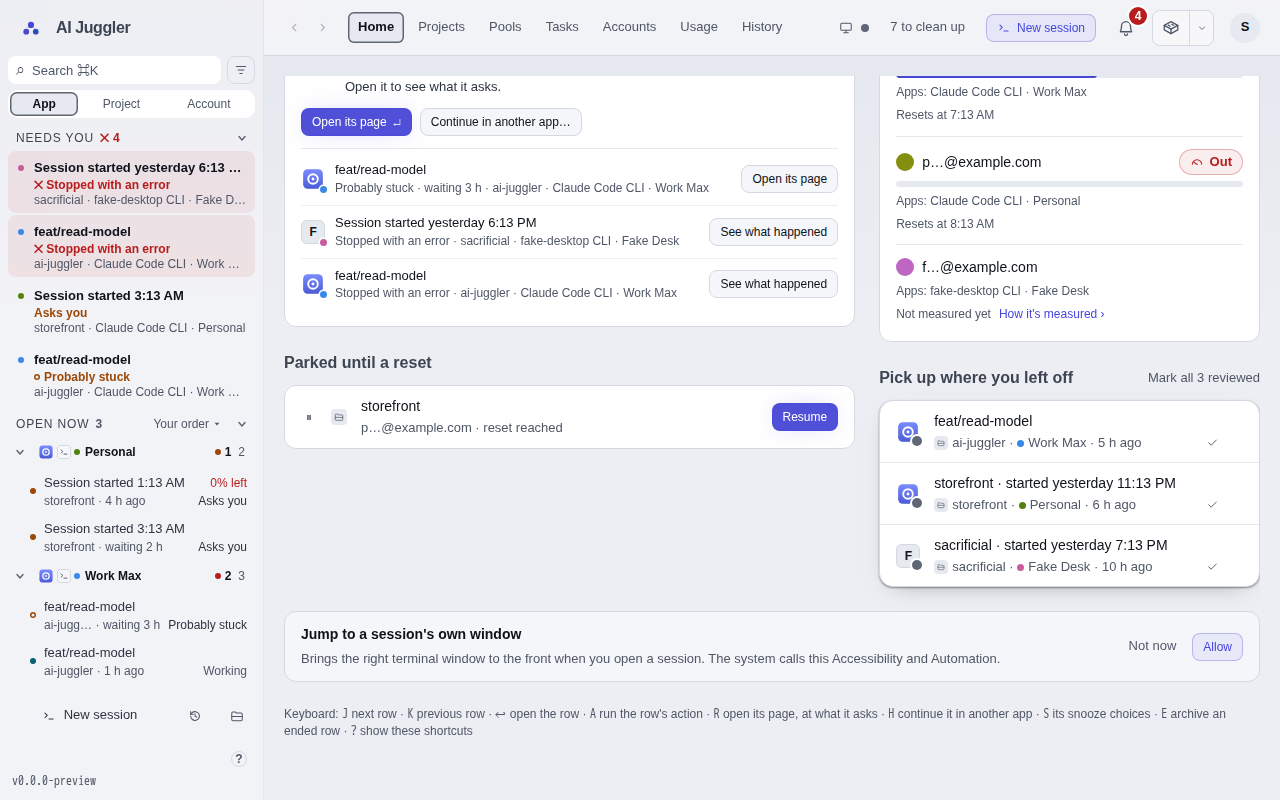 AI Juggler
Search ⌘K
App Project Account
NEEDS YOU 4
Session started yesterday 6:13 …
Stopped with an error
sacrificial · fake-desktop CLI · Fake D…
feat/read-model
Stopped with an error
ai-juggler · Claude Code CLI · Work …
Session started 3:13 AM
Asks you
storefront · Claude Code CLI · Personal
feat/read-model
Probably stuck
ai-juggler · Claude Code CLI · Work …
OPEN NOW 3 Your order
Personal 1 2
Session started 1:13 AM 0% left
storefront · 4 h ago Asks you
Session started 3:13 AM
storefront · waiting 2 h Asks you
Work Max 2 3
feat/read-model
ai-jugg… · waiting 3 h Probably stuck
feat/read-model
ai-juggler · 1 h ago Working
New session
?
v0.0.0-preview
Home Projects Pools Tasks Accounts Usage History 7 to clean up New session 4 S
Open it to see what it asks.
Open its page ↵ Continue in another app…
feat/read-model
Probably stuck · waiting 3 h · ai-juggler · Claude Code CLI · Work Max
Open its page
F
Session started yesterday 6:13 PM
Stopped with an error · sacrificial · fake-desktop CLI · Fake Desk
See what happened
feat/read-model
Stopped with an error · ai-juggler · Claude Code CLI · Work Max
See what happened
Parked until a reset
storefront
p…@example.com · reset reached
Resume
Apps: Claude Code CLI · Work Max
Resets at 7:13 AM
p…@example.com Out
Apps: Claude Code CLI · Personal
Resets at 8:13 AM
f…@example.com
Apps: fake-desktop CLI · Fake Desk
Not measured yet How it's measured ›
Pick up where you left off Mark all 3 reviewed
feat/read-model
ai-juggler · Work Max · 5 h ago
storefront · started yesterday 11:13 PM
storefront · Personal · 6 h ago
F
sacrificial · started yesterday 7:13 PM
sacrificial · Fake Desk · 10 h ago
Jump to a session's own window
Brings the right terminal window to the front when you open a session. The system calls this Accessibility and Automation.
Not now Allow
Keyboard: J next row · K previous row · ↩ open the row · A run the row's action · R open its page, at what it asks · H continue it in another app · S its snooze choices · E archive an
ended row · ? show these shortcuts